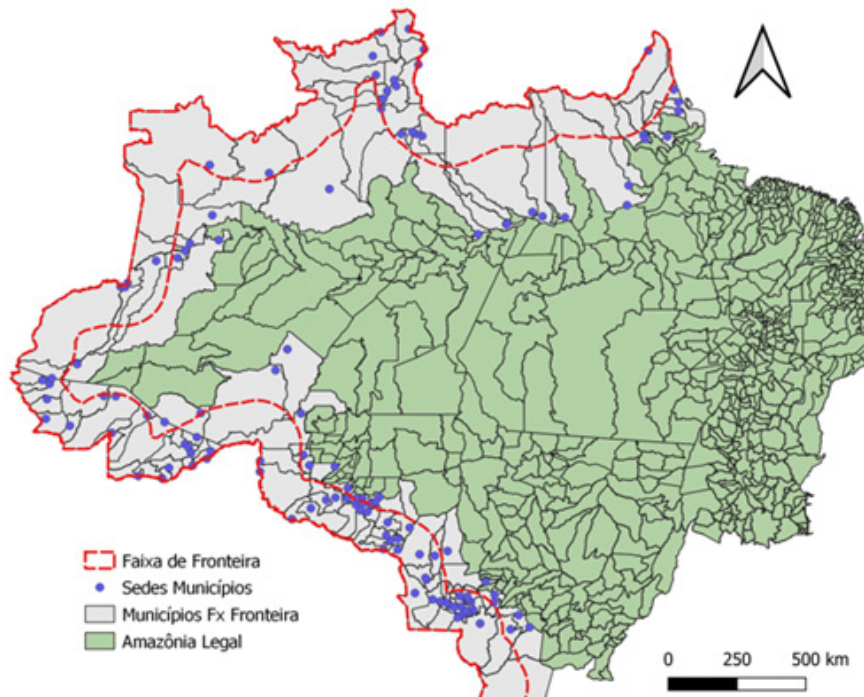 Faixa de Fronteira
Sedes Municípios
Municípios Fx Fronteira
Amazônia Legal
0 250 500 km